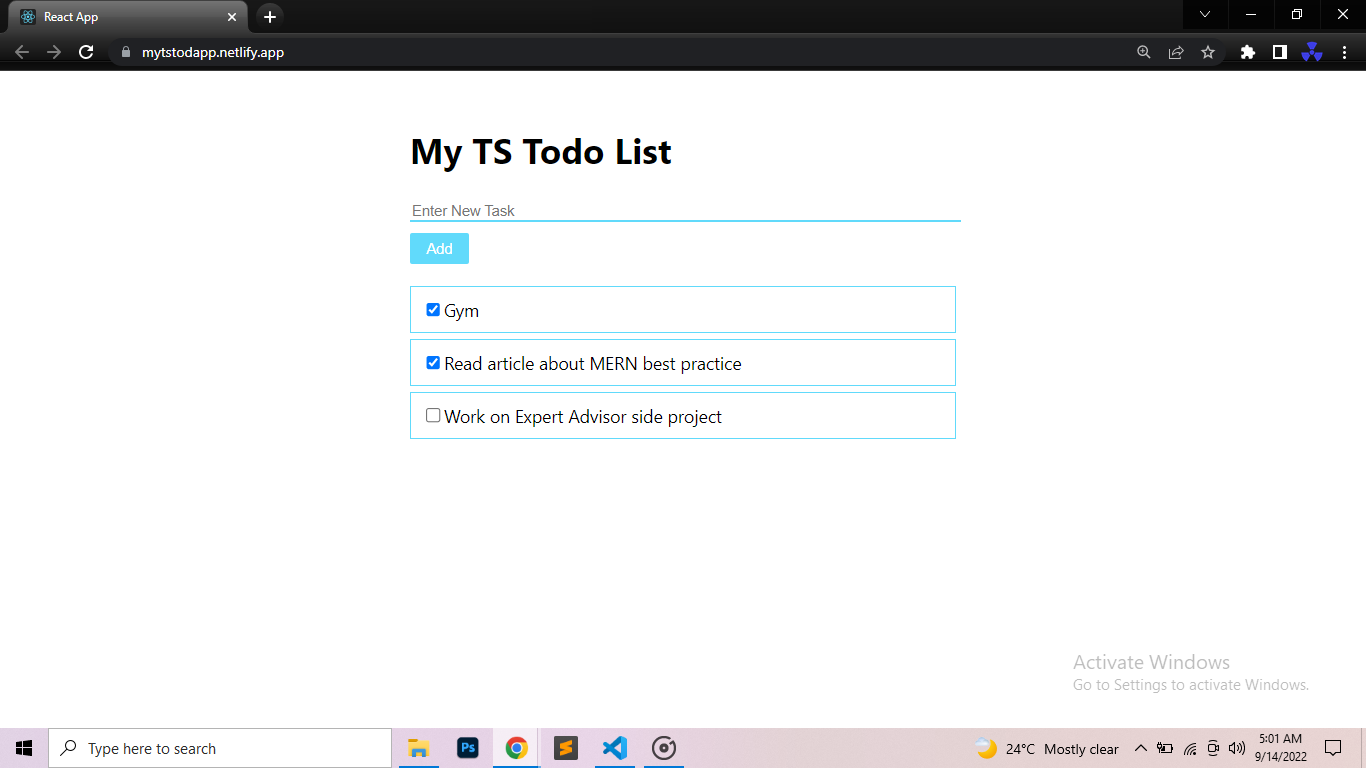 React App
mytstodapp.netlify.app
My TS Todo List
Enter New Task
Add
Gym
Read article about MERN best practice
Work on Expert Advisor side project
Activate Windows
Go to Settings to activate Windows.
Type here to search
Ps
24°C Mostly clear
5:01 AM
9/14/2022